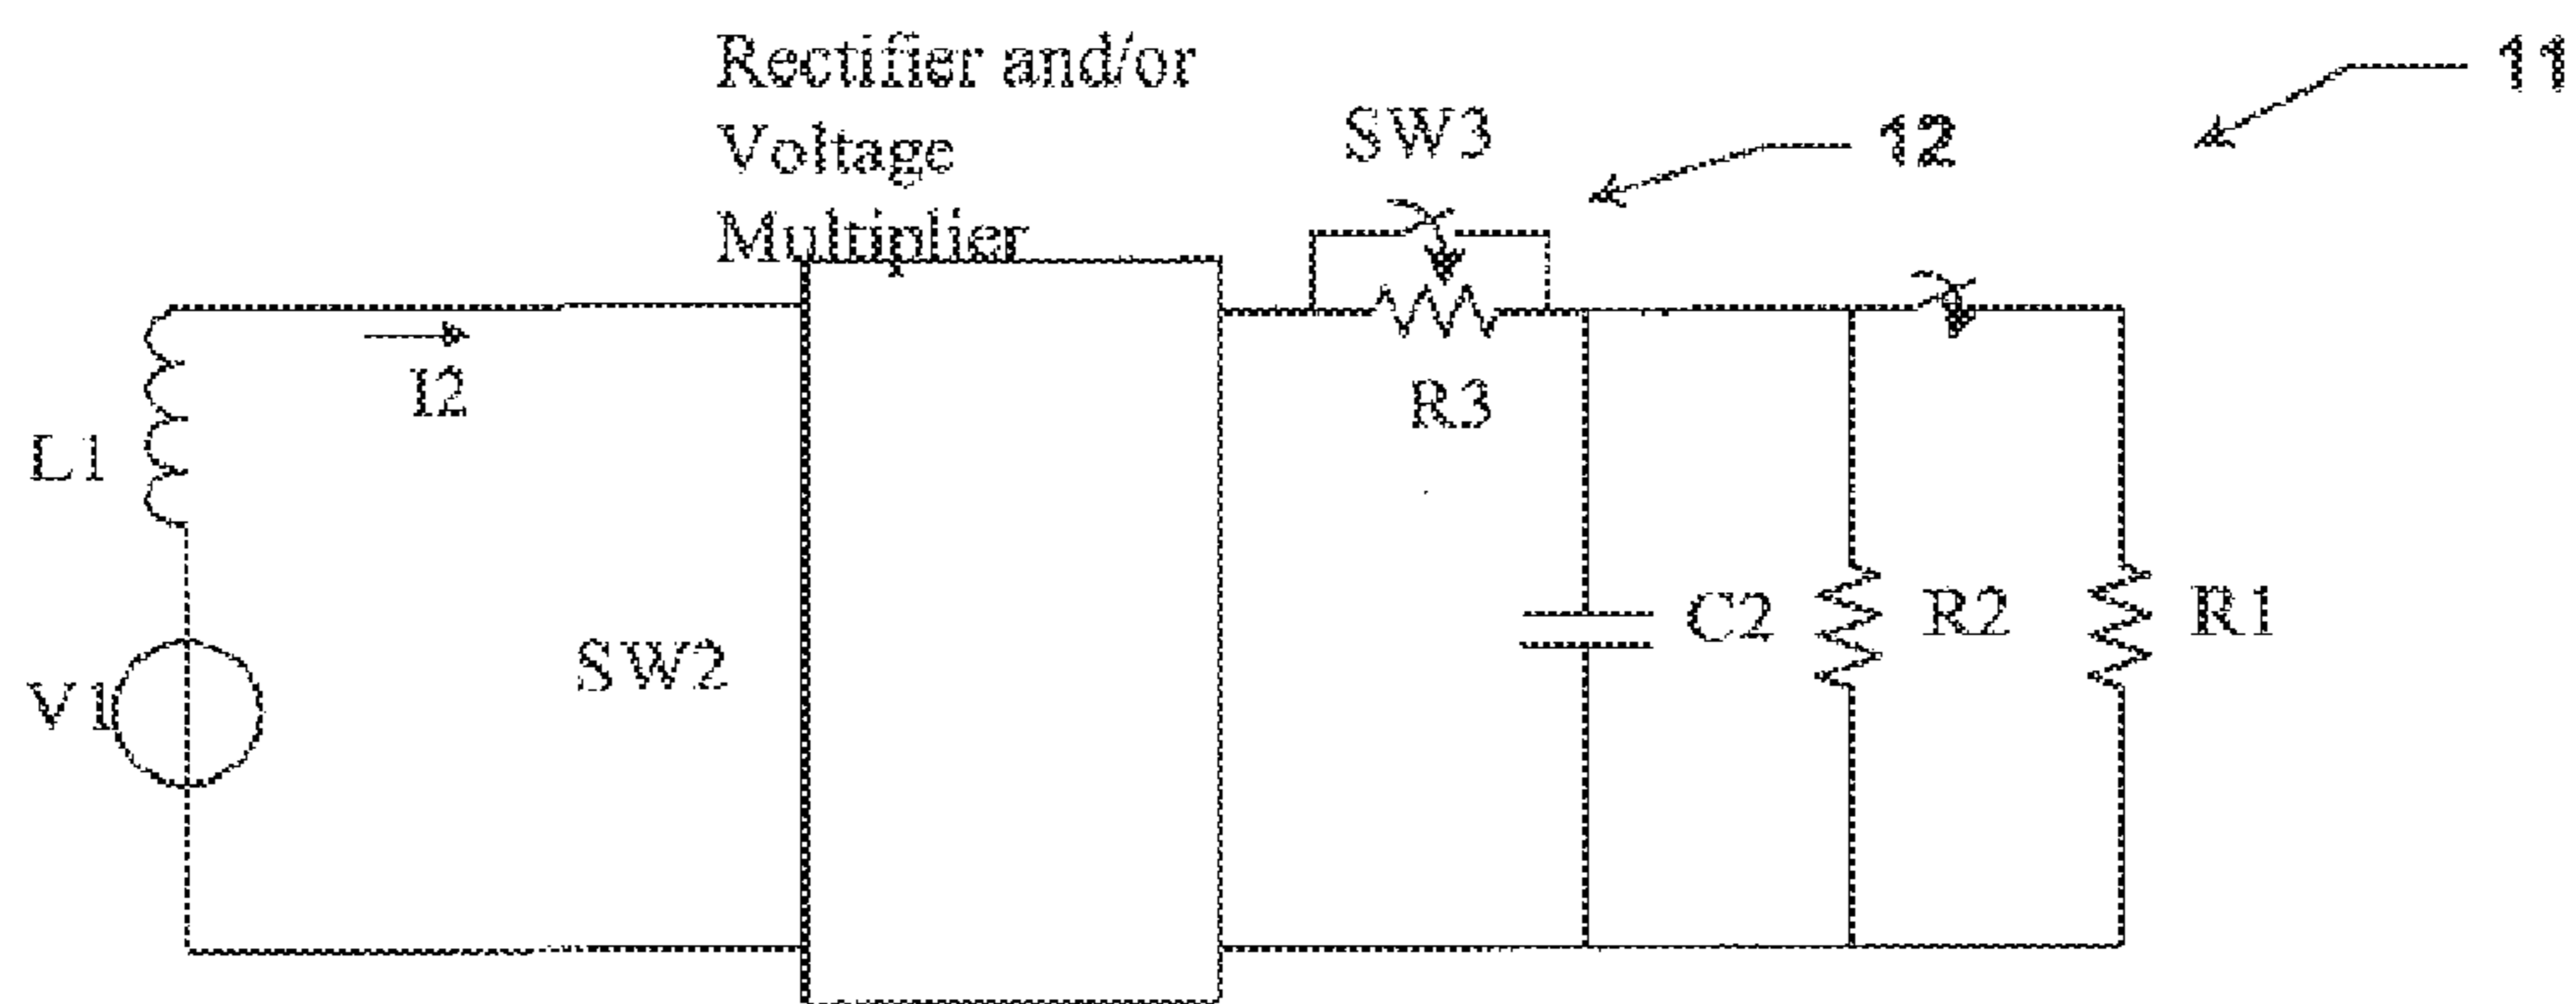 Rectifier and/or
Voltage
Multiplier
SW3
12
11
I2
R3
L1
SW2
C2
R2
R1
V1